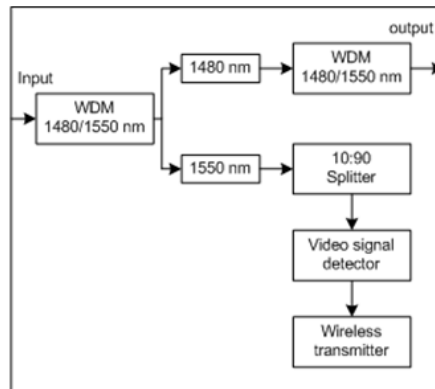 output
Input
WDM
1480/1550 nm
1480 nm
WDM
1480/1550 nm
1550 nm
10:90
Splitter
Video signal
detector
Wireless
transmitter